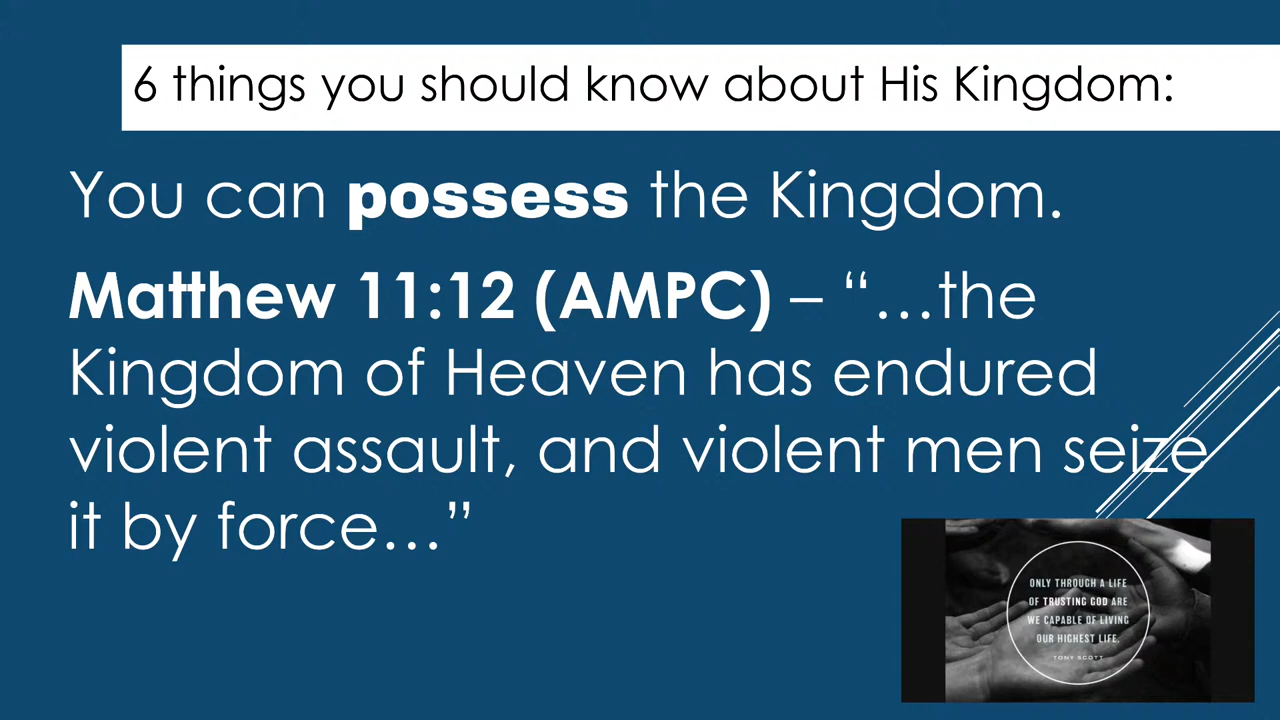 6 things you should know about His Kingdom:
You can possess the Kingdom.
Matthew 11:12 (AMPC) – “…the
Kingdom of Heaven has endured
violent assault, and violent men seize
it by force…”
ONLY THROUGH A LIFE
OF TRUSTING GOD ARE
WE CAPABLE OF LIVING
OUR HIGHEST LIFE.
TONY SCOTT